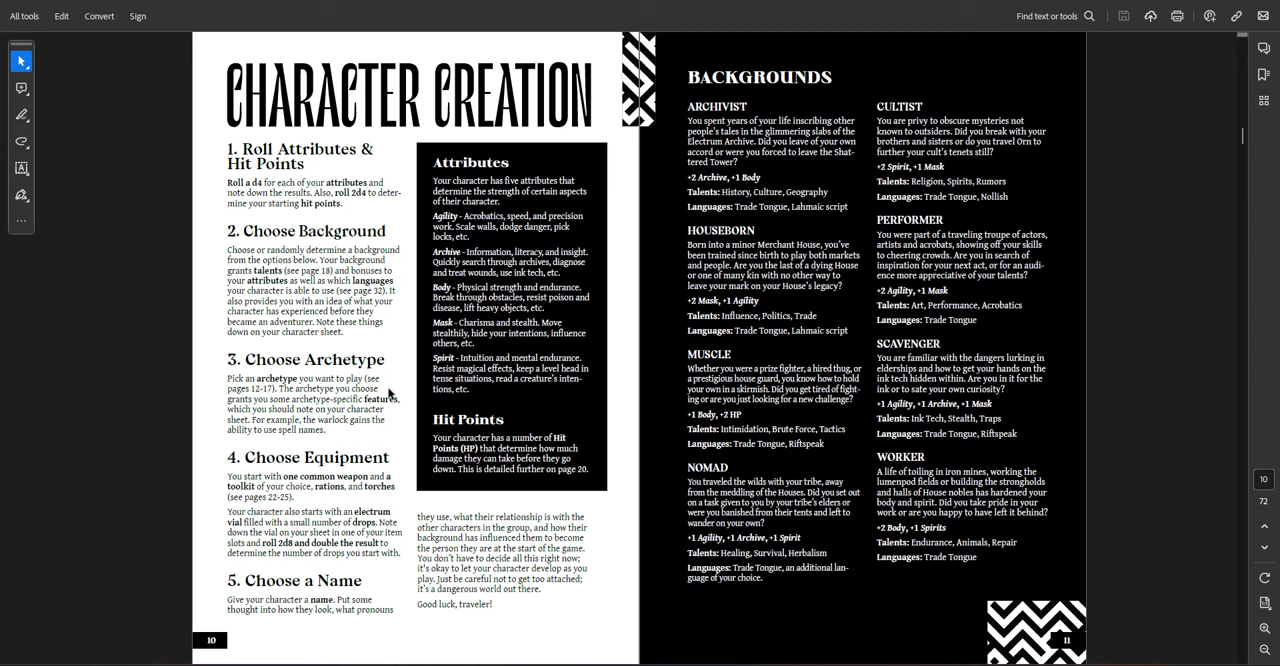 All tools
Edit
Convert
Sign
Find text or tools
CHARACTER CREATION
1. Roll Attributes &
Hit Points
Roll a d4 for each of your attributes and
note down the results. Also, roll 2d4 to deter-
mine your starting hit points.
2. Choose Background
Choose or randomly determine a background
from the options below. Your background
grants talents (see page 18) and bonuses to
your attributes as well as which languages
your character is able to use (see page 32). It
also provides you with an idea of what your
character has experienced before they
became an adventurer. Note these things
down on your character sheet.
3. Choose Archetype
Pick an archetype you want to play (see
pages 12-17). The archetype you choose
grants you some archetype-specific features,
which you should note on your character
sheet. For example, the warlock gains the
ability to use spell names.
4. Choose Equipment
You start with one common weapon and a
toolkit of your choice, rations, and torches
(see pages 22-25).
Your character also starts with an electrum
vial filled with a small number of drops. Note
down the vial on your sheet in one of your item
slots and roll 2d8 and double the result to
determine the number of drops you start with.
5. Choose a Name
Give your character a name. Put some
thought into how they look, what pronouns
Attributes
Your character has five attributes that
determine the strength of certain aspects
of their character.
Agility - Acrobatics, speed, and precision
work. Scale walls, dodge danger, pick
locks, etc.
Archive - Information, literacy, and insight.
Quickly search through archives, diagnose
and treat wounds, use ink tech, etc.
Body - Physical strength and endurance.
Break through obstacles, resist poison and
disease, lift heavy objects, etc.
Mask - Charisma and stealth. Move
stealthily, hide your intentions, influence
others, etc.
Spirit - Intuition and mental endurance.
Resist magical effects, keep a level head in
tense situations, read a creature's inten-
tions, etc.
Hit Points
Your character has a number of Hit
Points (HP) that determine how much
damage they can take before they go
down. This is detailed further on page 20.
they use, what their relationship is with the
other characters in the group, and how their
background has influenced them to become
the person they are at the start of the game.
You don't have to decide all this right now;
it's okay to let your character develop as you
play. Just be careful not to get too attached;
it's a dangerous world out there.
Good luck, traveler!
10
BACKGROUNDS
ARCHIVIST
You spent years of your life inscribing other
people's tales in the glimmering slabs of the
Electrum Archive. Did you leave of your own
accord or were you forced to leave the Shat-
tered Tower?
+2 Archive, +1 Body
Talents: History, Culture, Geography
Languages: Trade Tongue, Lahmaic script
HOUSEBORN
Born into a minor Merchant House, you've
been trained since birth to play both markets
and people. Are you the last of a dying House
or one of many kin with no other way to
leave your mark on your House's legacy?
+2 Mask, +1 Agility
Talents: Influence, Politics, Trade
Languages: Trade Tongue, Lahmaic script
MUSCLE
Whether you were a prize fighter, a hired thug, or
a prestigious house guard, you know how to hold
your own in a skirmish. Did you get tired of fight-
ing or are you just looking for a new challenge?
+1 Body, +2 HP
Talents: Intimidation, Brute Force, Tactics
Languages: Trade Tongue, Riftspeak
NOMAD
You traveled the wilds with your tribe, away
from the meddling of the Houses. Did you set out
on a task given to you by your tribe's elders or
were you banished from their tents and left to
wander on your own?
+1 Agility, +1 Archive, +1 Spirit
Talents: Healing, Survival, Herbalism
Languages: Trade Tongue, an additional lan-
guage of your choice.
CULTIST
You are privy to obscure mysteries not
known to outsiders. Did you break with your
brothers and sisters or do you travel Orn to
further your cult's tenets still?
+2 Spirit, +1 Mask
Talents: Religion, Spirits, Rumors
Languages: Trade Tongue, Nollish
PERFORMER
You were part of a traveling troupe of actors,
artists and acrobats, showing off your skills
to cheering crowds. Are you in search of
inspiration for your next act, or for an audi-
ence more appreciative of your talents?
+2 Agility, +1 Mask
Talents: Art, Performance, Acrobatics
Languages: Trade Tongue
SCAVENGER
You are familiar with the dangers lurking in
elderships and how to get your hands on the
ink tech hidden within. Are you in it for the
ink or to sate your own curiosity?
+1 Agility, +1 Archive, +1 Mask
Talents: Ink Tech, Stealth, Traps
Languages: Trade Tongue, Riftspeak
WORKER
A life of toiling in iron mines, working the
lumenpod fields or building the strongholds
and halls of House nobles has hardened your
body and spirit. Did you take pride in your
work or are you happy to have left it behind?
+2 Body, +1 Spirits
Talents: Endurance, Animals, Repair
Languages: Trade Tongue
11
10
72